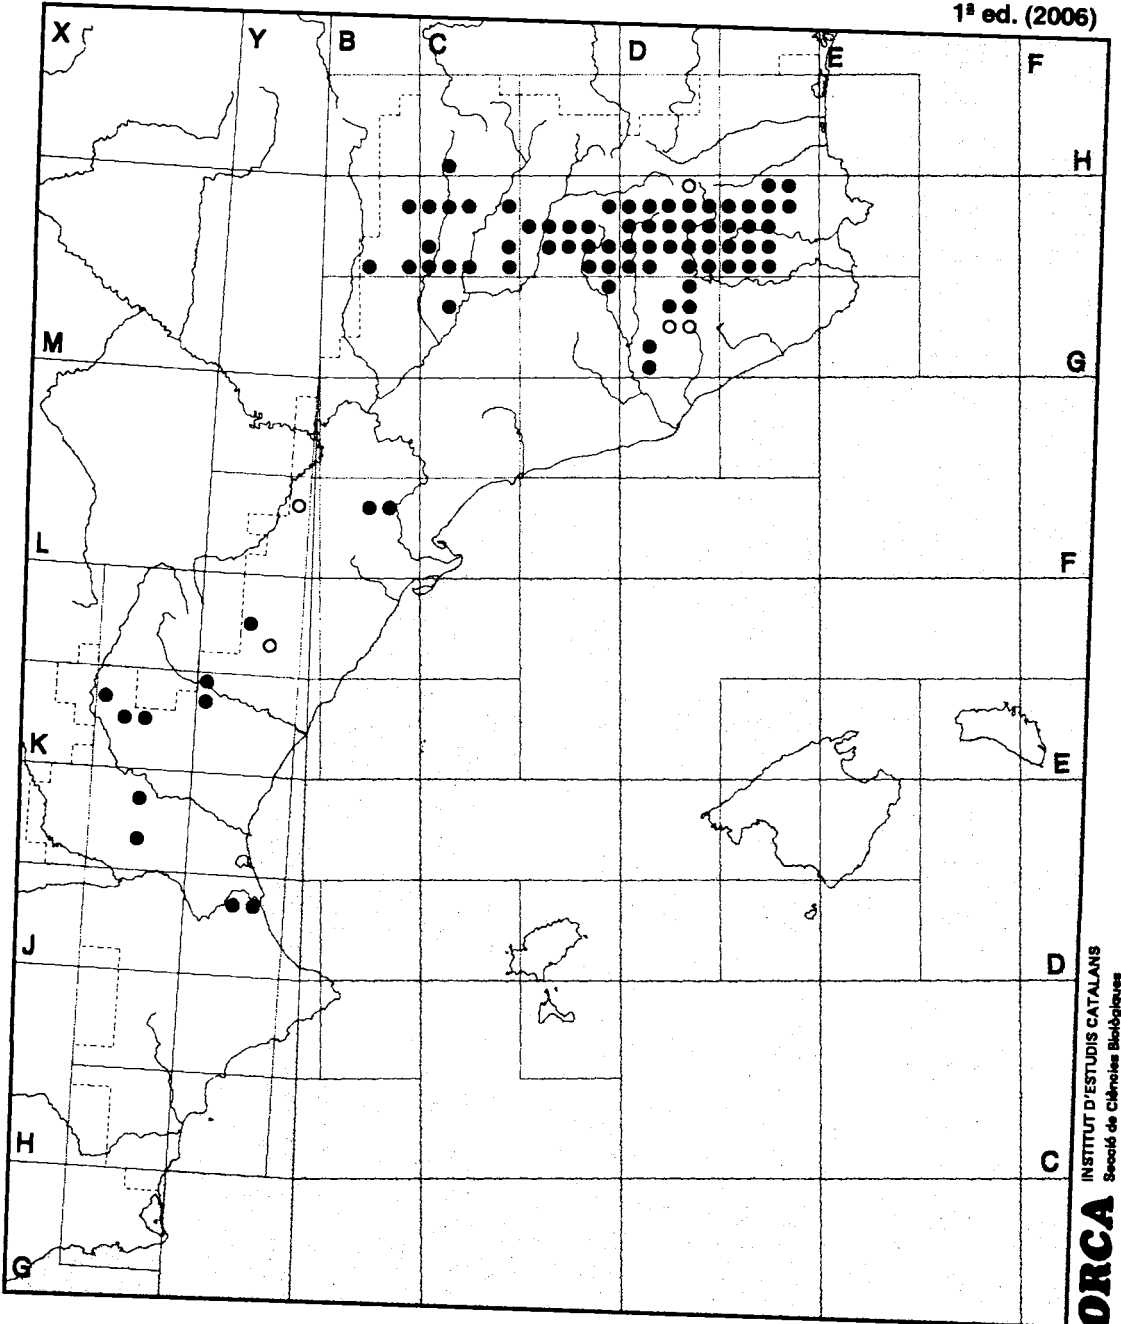 1ª ed. (2006)
X
Y
B
C
D
E
F
H
M
G
L
F
K
E
J
D
H
C
G
ORCA
INSTITUT D'ESTUDIS CATALANS
Secció de Ciències Biològiques